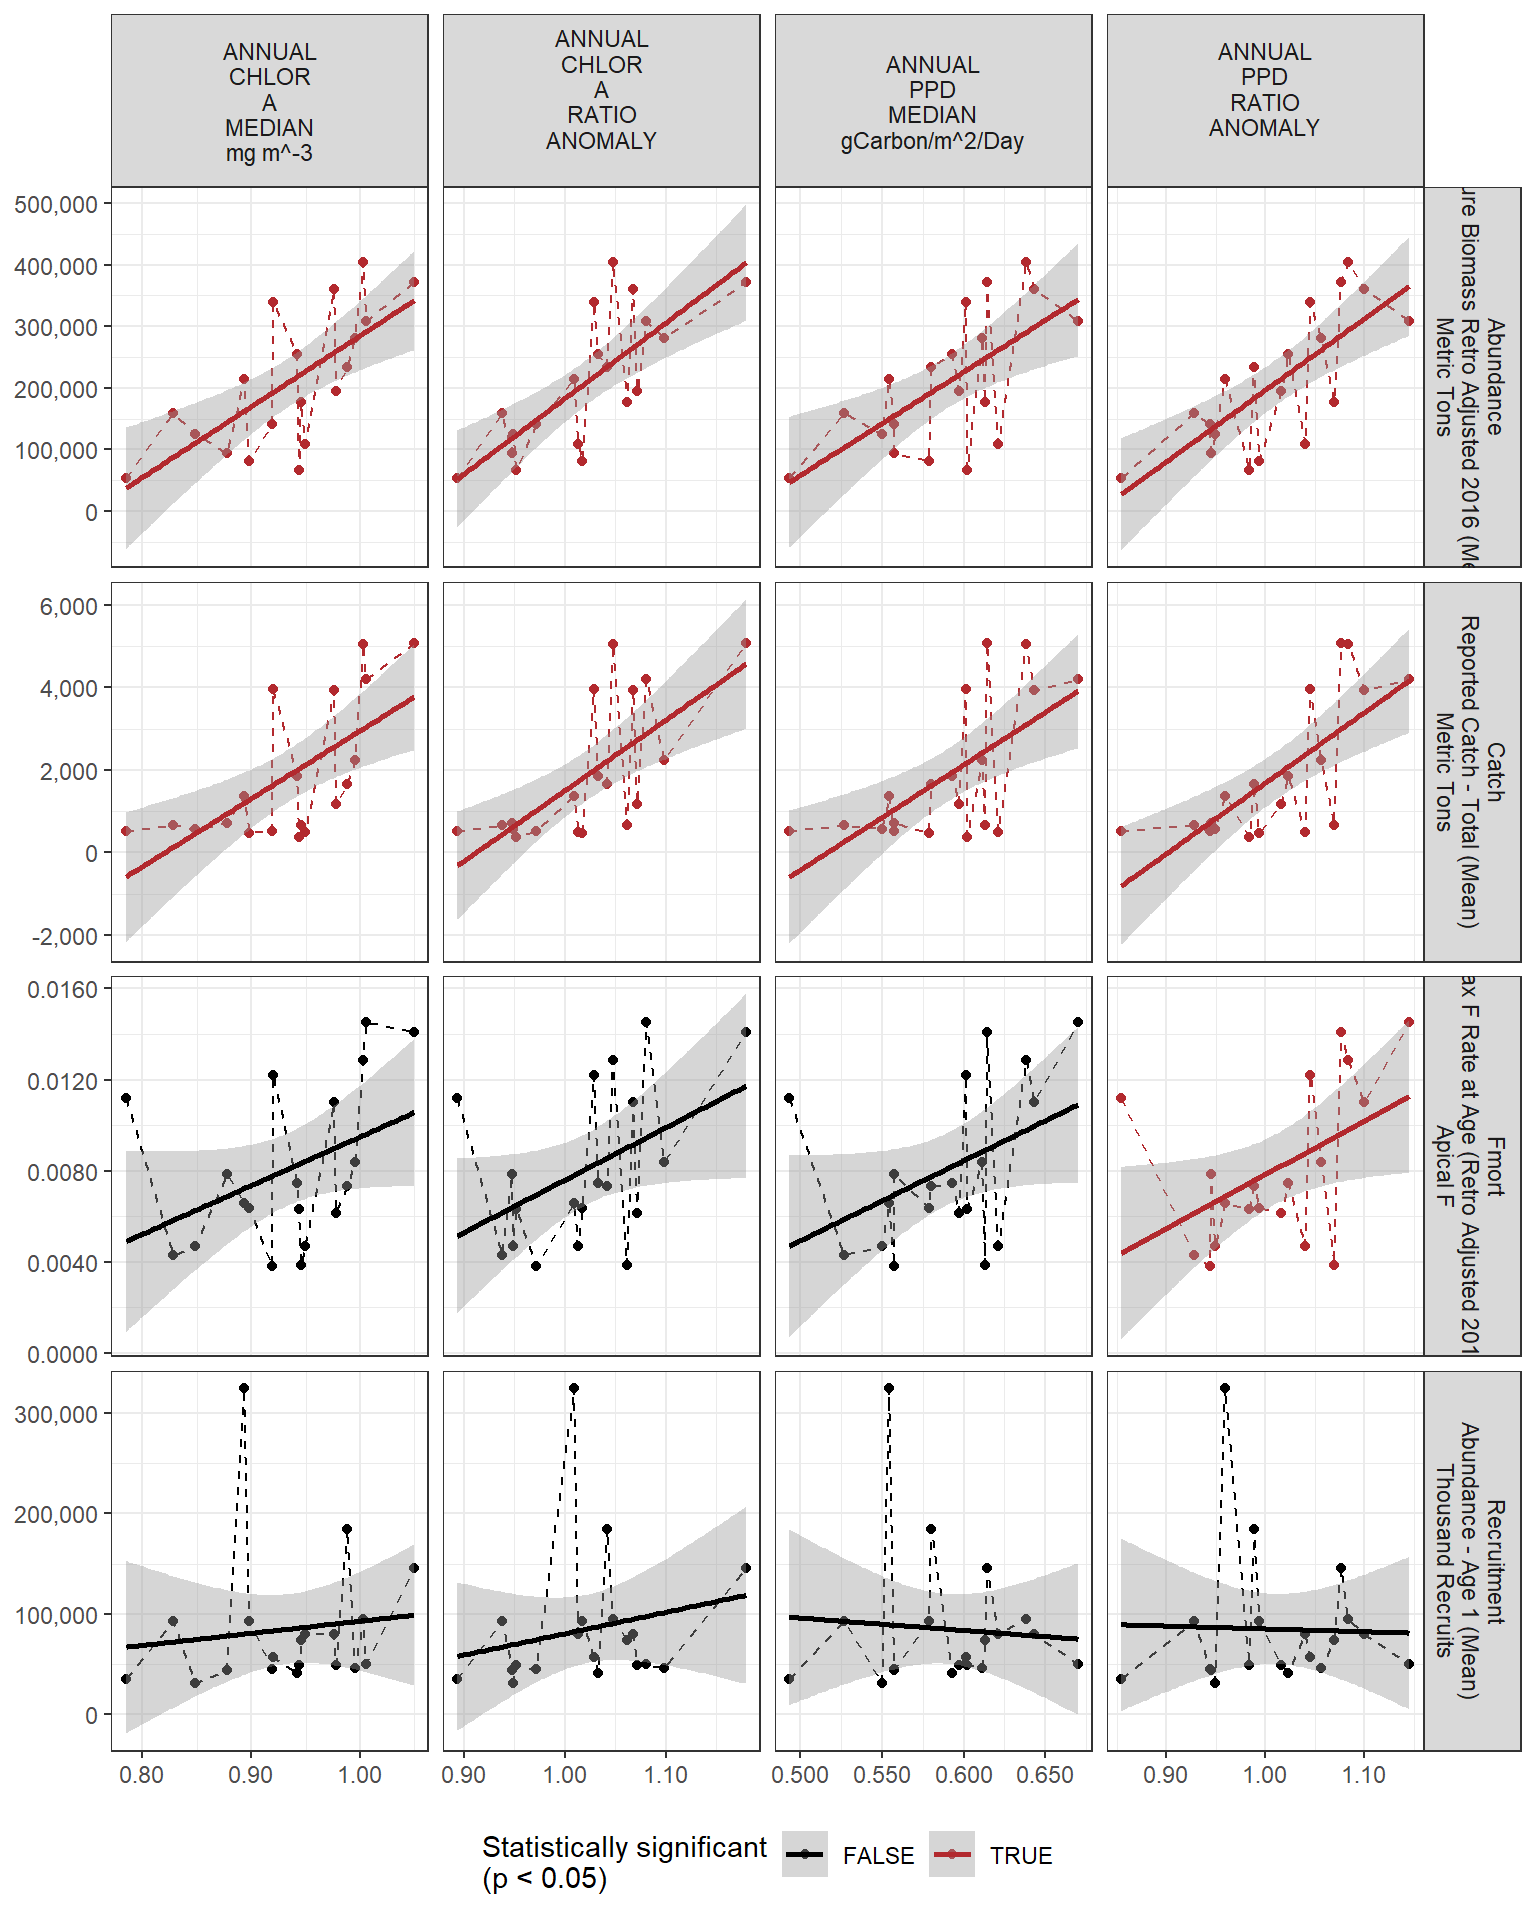 ANNUAL
CHLOR
A
MEDIAN
mg m^-3
ANNUAL
CHLOR
A
RATIO
ANOMALY
ANNUAL
PPD
MEDIAN
gCarbon/m^2/Day
ANNUAL
PPD
RATIO
ANOMALY
500,000
400,000
300,000
200,000
100,000
0
Abundance
Biomass Retro Adjusted 2016
Metric Tons
6,000
4,000
2,000
0
-2,000
Catch
Reported Catch - Total (Mean)
Metric Tons
0.0160
0.0120
0.0080
0.0040
0.0000
Fmort
F Rate at Age (Retro Adjusted
Apical F
300,000
200,000
100,000
0
Recruitment
Abundance - Age 1 (Mean)
Thousand Recruits
0.80 0.90 1.00
0.90 1.00 1.10
0.500 0.550 0.600 0.650
0.90 1.00 1.10
Statistically significant
(p < 0.05)
FALSE
TRUE